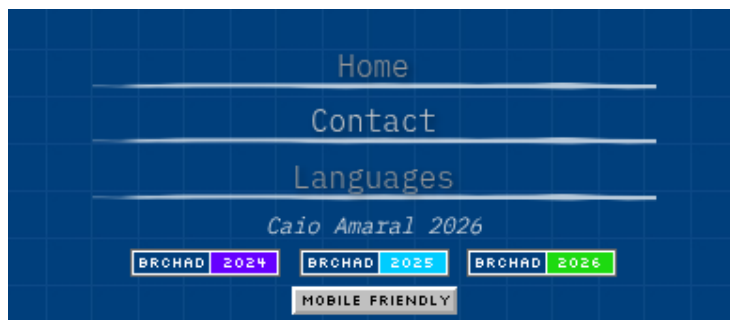 Home
Contact
Languages
Caio Amaral 2026
BRCHAD 2024 BRCHAD 2025 BRCHAD 2026
MOBILE FRIENDLY